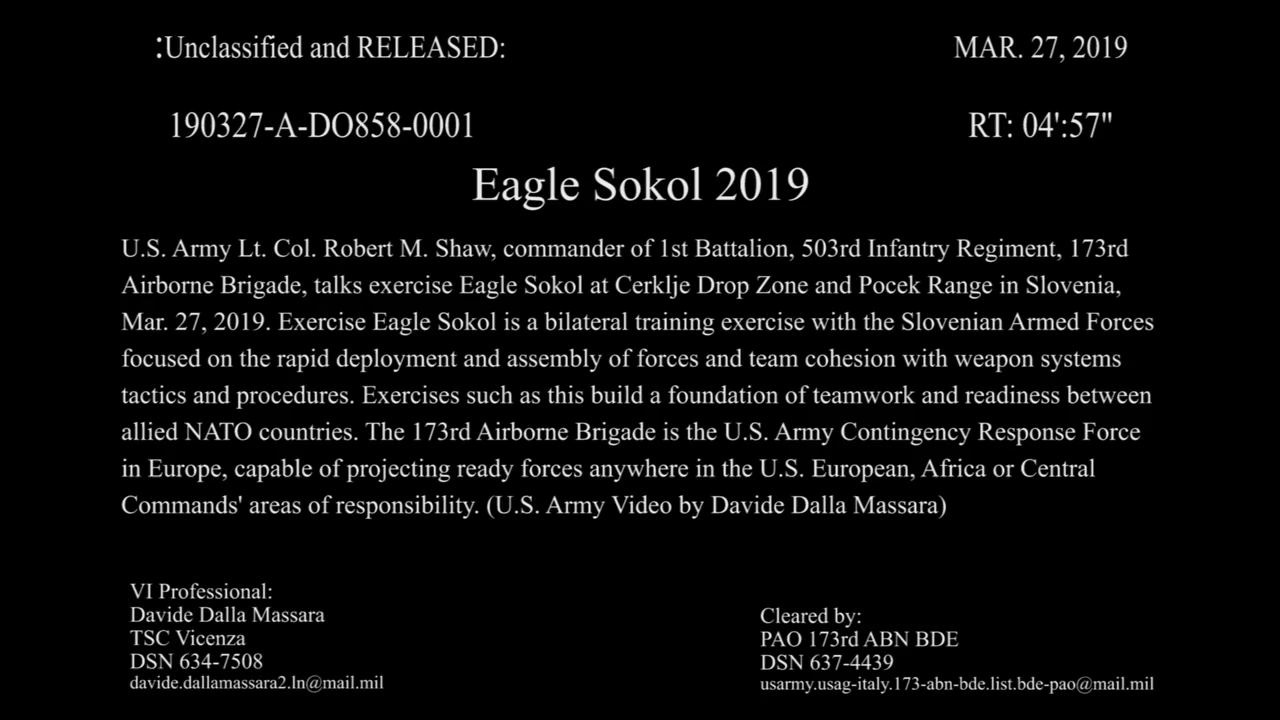 :Unclassified and RELEASED:
MAR. 27, 2019
190327-A-DO858-0001
RT: 04':57"
Eagle Sokol 2019
U.S. Army Lt. Col. Robert M. Shaw, commander of 1st Battalion, 503rd Infantry Regiment, 173rd
Airborne Brigade, talks exercise Eagle Sokol at Cerklje Drop Zone and Pocek Range in Slovenia,
Mar. 27, 2019. Exercise Eagle Sokol is a bilateral training exercise with the Slovenian Armed Forces
focused on the rapid deployment and assembly of forces and team cohesion with weapon systems
tactics and procedures. Exercises such as this build a foundation of teamwork and readiness between
allied NATO countries. The 173rd Airborne Brigade is the U.S. Army Contingency Response Force
in Europe, capable of projecting ready forces anywhere in the U.S. European, Africa or Central
Commands' areas of responsibility. (U.S. Army Video by Davide Dalla Massara)
VI Professional:
Davide Dalla Massara
TSC Vicenza
DSN 634-7508
davide.dallamassara2.ln@mail.mil
Cleared by:
PAO 173rd ABN BDE
DSN 637-4439
usarmy.usag-italy.173-abn-bde.list.bde-pao@mail.mil